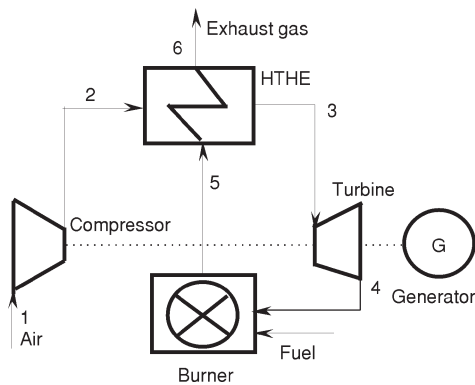 6
Exhaust gas
HTHE
2
3
5
Turbine
Compressor
G
4
Generator
1
Air
Fuel
Burner